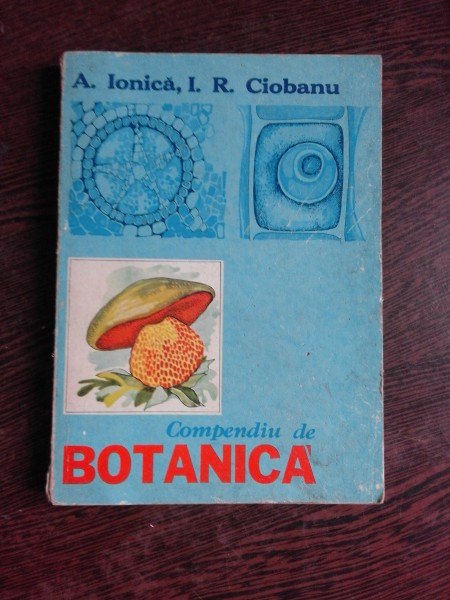 A. Ionică, I. R. Ciobanu
Compendiu de
BOTANICA